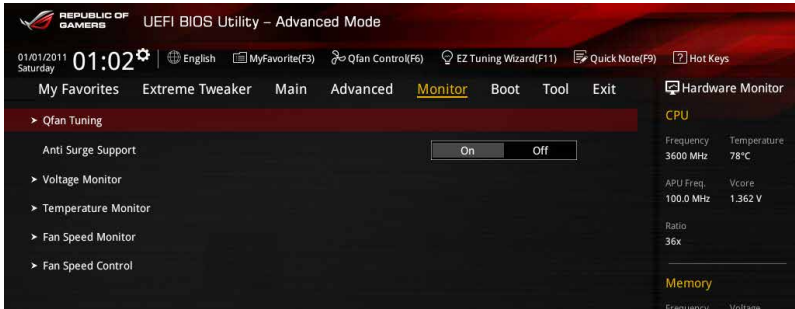 REPUBLIC OF
GAMERS
UEFI BIOS Utility – Advanced Mode
01/01/2011
Saturday
01:02
English
MyFavorite(F3)
Qfan Control(F6)
EZ Tuning Wizard(F11)
Quick Note(F9)
? Hot Keys
My Favorites Extreme Tweaker Main Advanced Monitor Boot Tool Exit
> Qfan Tuning
Anti Surge Support On Off
> Voltage Monitor
> Temperature Monitor
> Fan Speed Monitor
> Fan Speed Control
Hardware Monitor
CPU
Frequency Temperature
3600 MHz 78°C
APU Freq. Vcore
100.0 MHz 1.362 V
Ratio
36x
Memory
Frequency Voltage